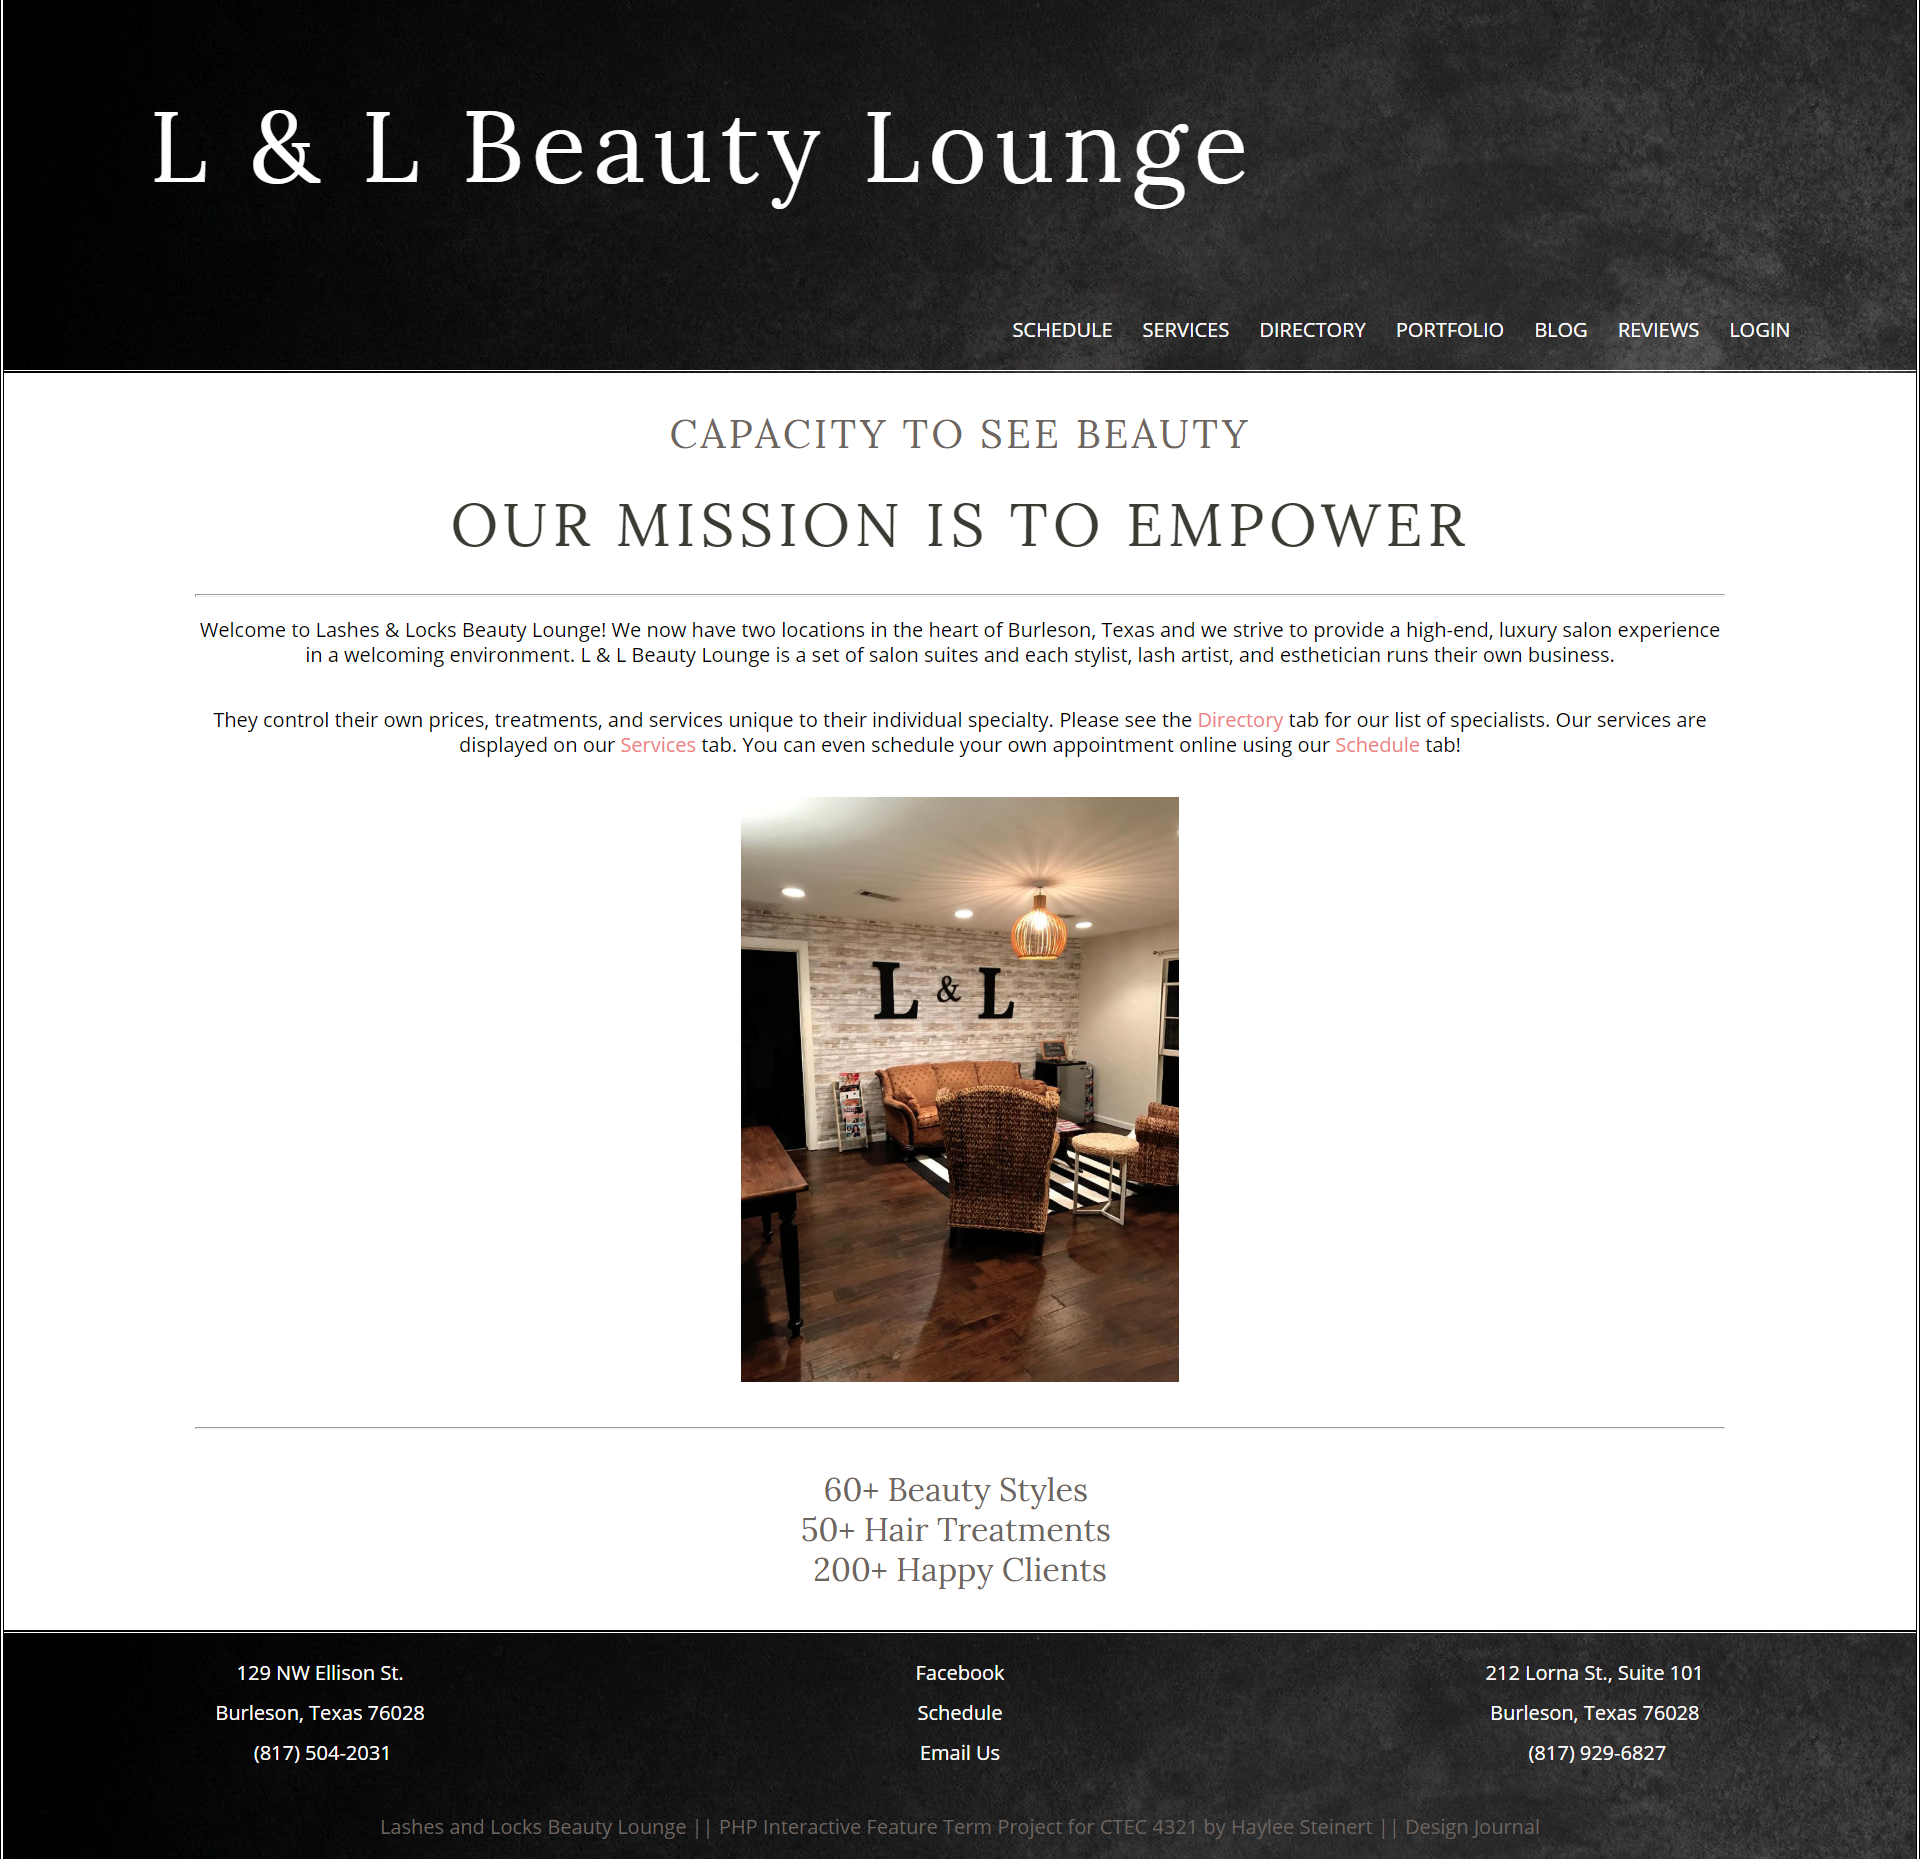 L & L Beauty Lounge
SCHEDULE SERVICES DIRECTORY PORTFOLIO BLOG REVIEWS LOGIN
CAPACITY TO SEE BEAUTY
OUR MISSION IS TO EMPOWER
Welcome to Lashes & Locks Beauty Lounge! We now have two locations in the heart of Burleson, Texas and we strive to provide a high-end, luxury salon experience
in a welcoming environment. L & L Beauty Lounge is a set of salon suites and each stylist, lash artist, and esthetician runs their own business.
They control their own prices, treatments, and services unique to their individual specialty. Please see the Directory tab for our list of specialists. Our services are
displayed on our Services tab. You can even schedule your own appointment online using our Schedule tab!
L & L
60+ Beauty Styles
50+ Hair Treatments
200+ Happy Clients
129 NW Ellison St.
Burleson, Texas 76028
(817) 504-2031
Facebook
Schedule
Email Us
212 Lorna St., Suite 101
Burleson, Texas 76028
(817) 929-6827
Lashes and Locks Beauty Lounge || PHP Interactive Feature Term Project for CTEC 4321 by Haylee Steinert || Design Journal